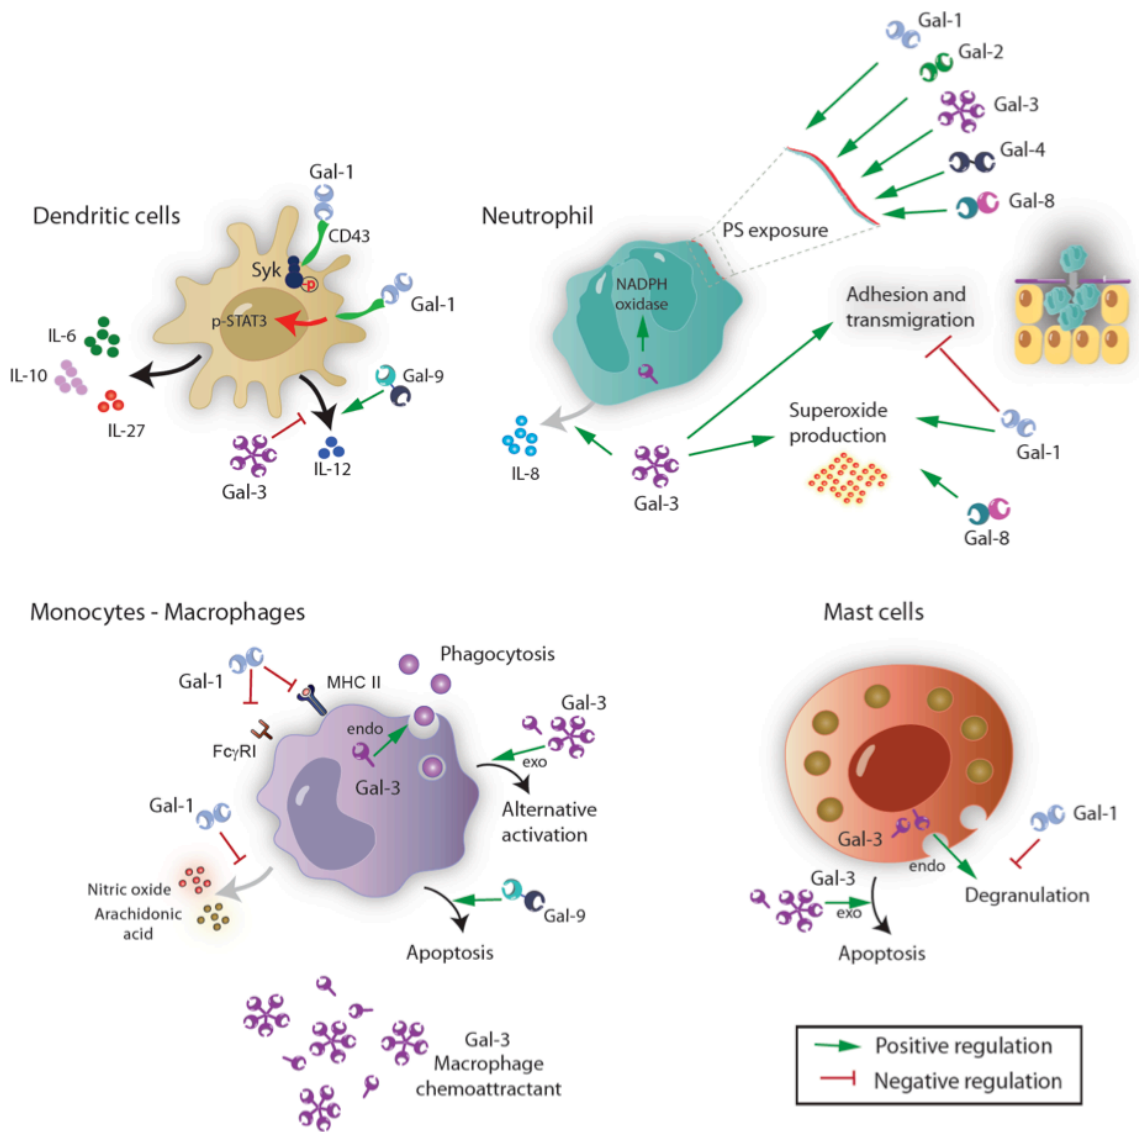 Dendritic cells
Gal-1
CD43
Syk
p
Gal-1
p-STAT3
IL-6
IL-10
IL-27
Gal-9
IL-12
Gal-3
Neutrophil
Gal-1
Gal-2
Gal-3
Gal-4
Gal-8
PS exposure
NADPH
oxidase
Adhesion and
transmigration
Superoxide
production
IL-8
Gal-3
Gal-1
Gal-8
Monocytes - Macrophages
Gal-1
MHC II
FcγRI
Phagocytosis
endo
Gal-3
Gal-3
exo
Alternative
activation
Gal-1
Nitric oxide
Arachidonic
acid
Gal-9
Apoptosis
Gal-3
Macrophage
chemoattractant
Mast cells
Gal-3
endo
Gal-1
Degranulation
Gal-3
exo
Apoptosis
Positive regulation
Negative regulation